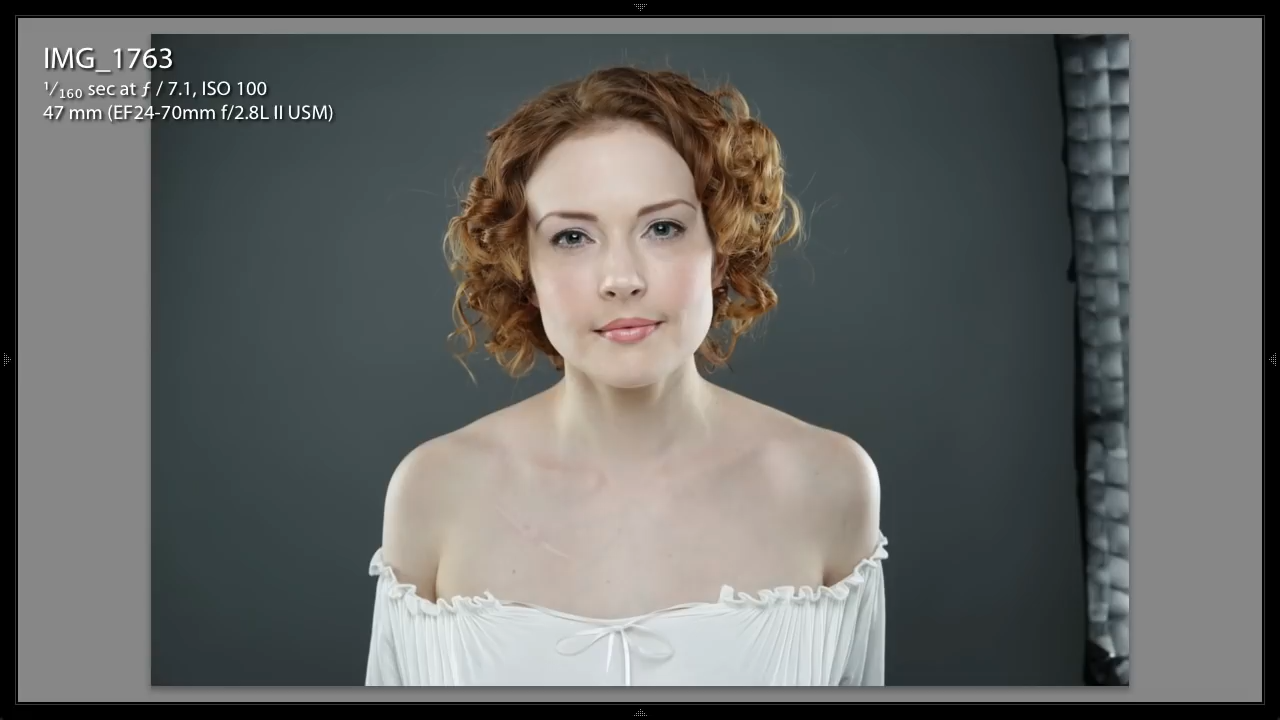 IMG_1763
1/160 sec at ƒ / 7.1, ISO 100
47 mm (EF24-70mm f/2.8L II USM)